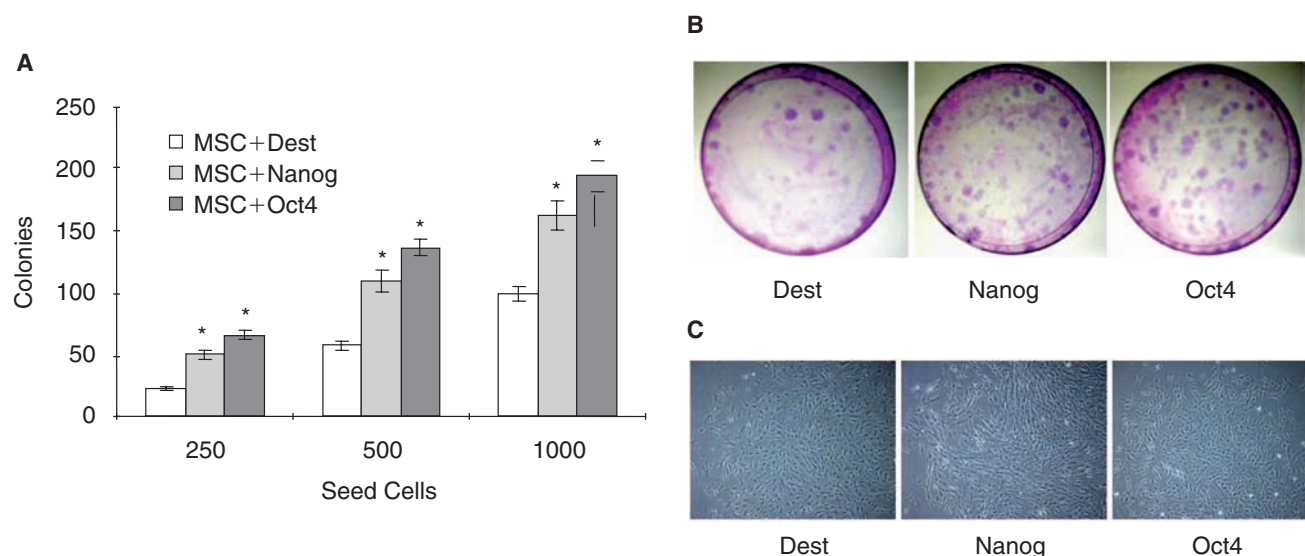 A
250
200
150
100
50
0
Colonies
MSC+Dest
MSC+Nanog
MSC+Oct4
*
*
*
*
*
*
250 500 1000
Seed Cells
B
Dest Nanog Oct4
C
Dest Nanog Oct4